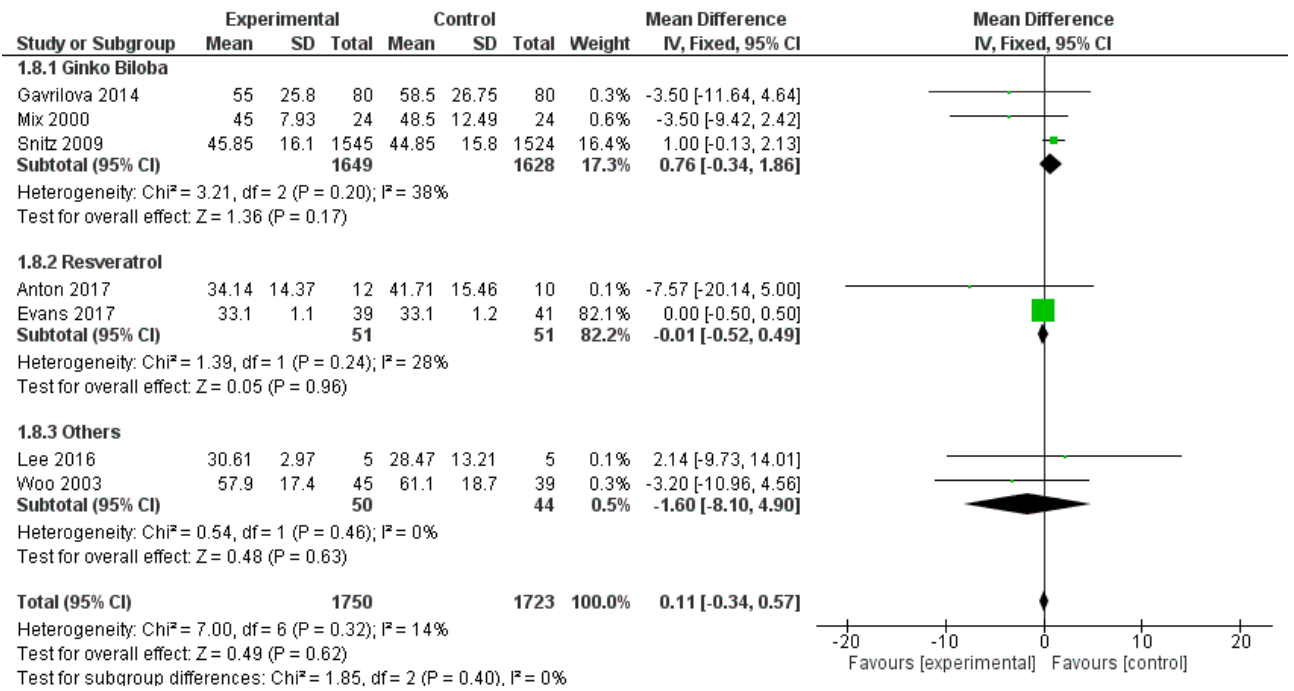 Experimental Control Mean Difference Mean Difference
Study or Subgroup Mean SD Total Mean SD Total Weight IV, Fixed, 95% CI IV, Fixed, 95% CI
1.8.1 Ginko Biloba
Gavrilova 2014 55 25.8 80 58.5 26.75 80 0.3% -3.50 [-11.64, 4.64]
Mix 2000 45 7.93 24 48.5 12.49 24 0.6% -3.50 [-9.42, 2.42]
Snitz 2009 45.85 16.1 1545 44.85 15.8 1524 16.4% 1.00 [-0.13, 2.13]
Subtotal (95% CI) 1649 1628 17.3% 0.76 [-0.34, 1.86]
Heterogeneity: Chi² = 3.21, df = 2 (P = 0.20); I² = 38%
Test for overall effect: Z = 1.36 (P = 0.17)
1.8.2 Resveratrol
Anton 2017 34.14 14.37 12 41.71 15.46 10 0.1% -7.57 [-20.14, 5.00]
Evans 2017 33.1 1.1 39 33.1 1.2 41 82.1% 0.00 [-0.50, 0.50]
Subtotal (95% CI) 51 51 82.2% -0.01 [-0.52, 0.49]
Heterogeneity: Chi² = 1.39, df = 1 (P = 0.24); I² = 28%
Test for overall effect: Z = 0.05 (P = 0.96)
1.8.3 Others
Lee 2016 30.61 2.97 5 28.47 13.21 5 0.1% 2.14 [-9.73, 14.01]
Woo 2003 57.9 17.4 45 61.1 18.7 39 0.3% -3.20 [-10.96, 4.56]
Subtotal (95% CI) 50 44 0.5% -1.60 [-8.10, 4.90]
Heterogeneity: Chi² = 0.54, df = 1 (P = 0.46); I² = 0%
Test for overall effect: Z = 0.48 (P = 0.63)
Total (95% CI) 1750 1723 100.0% 0.11 [-0.34, 0.57]
Heterogeneity: Chi² = 7.00, df = 6 (P = 0.32); I² = 14%
Test for overall effect: Z = 0.49 (P = 0.62)
Test for subgroup differences: Chi² = 1.85, df = 2 (P = 0.40), I² = 0%
-20 -10 0 10 20
Favours [experimental] Favours [control]